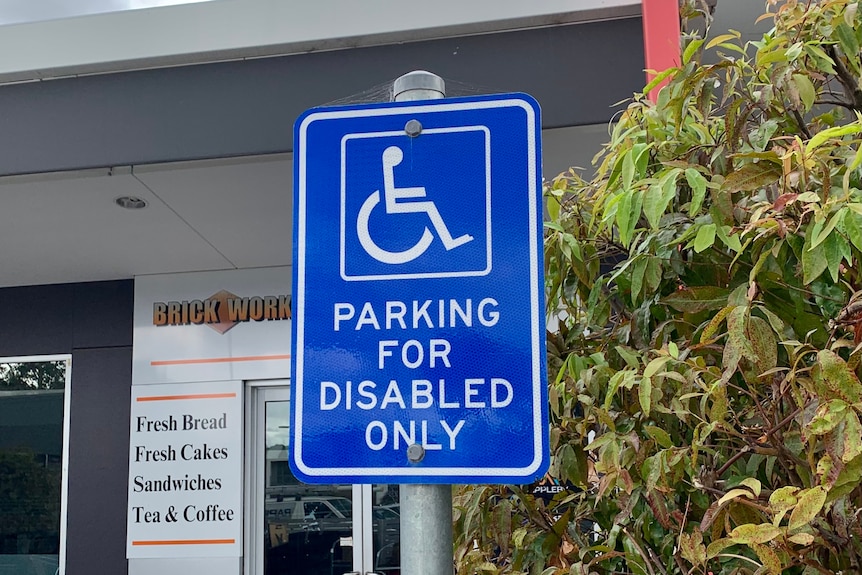 PARKING
FOR
DISABLED
ONLY
BRICK WORK
Fresh Bread
Fresh Cakes
Sandwiches
Tea & Coffee